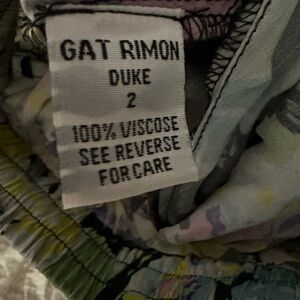 GAT RIMON
DUKE
2
100% VISCOSE
SEE REVERSE
FOR CARE